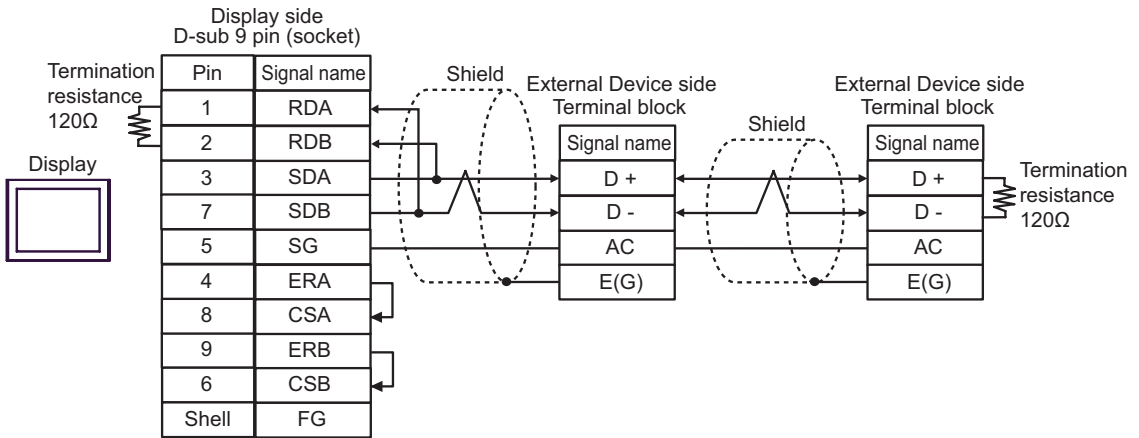 Display side
D-sub 9 pin (socket)
Termination
resistance
120Ω
Display
Pin Signal name
1 RDA
2 RDB
3 SDA
7 SDB
5 SG
4 ERA
8 CSA
9 ERB
6 CSB
Shell FG
Shield
External Device side
Terminal block
Signal name
D +
D -
AC
E(G)
Shield
External Device side
Terminal block
Signal name
D +
D -
AC
E(G)
Termination
resistance
120Ω